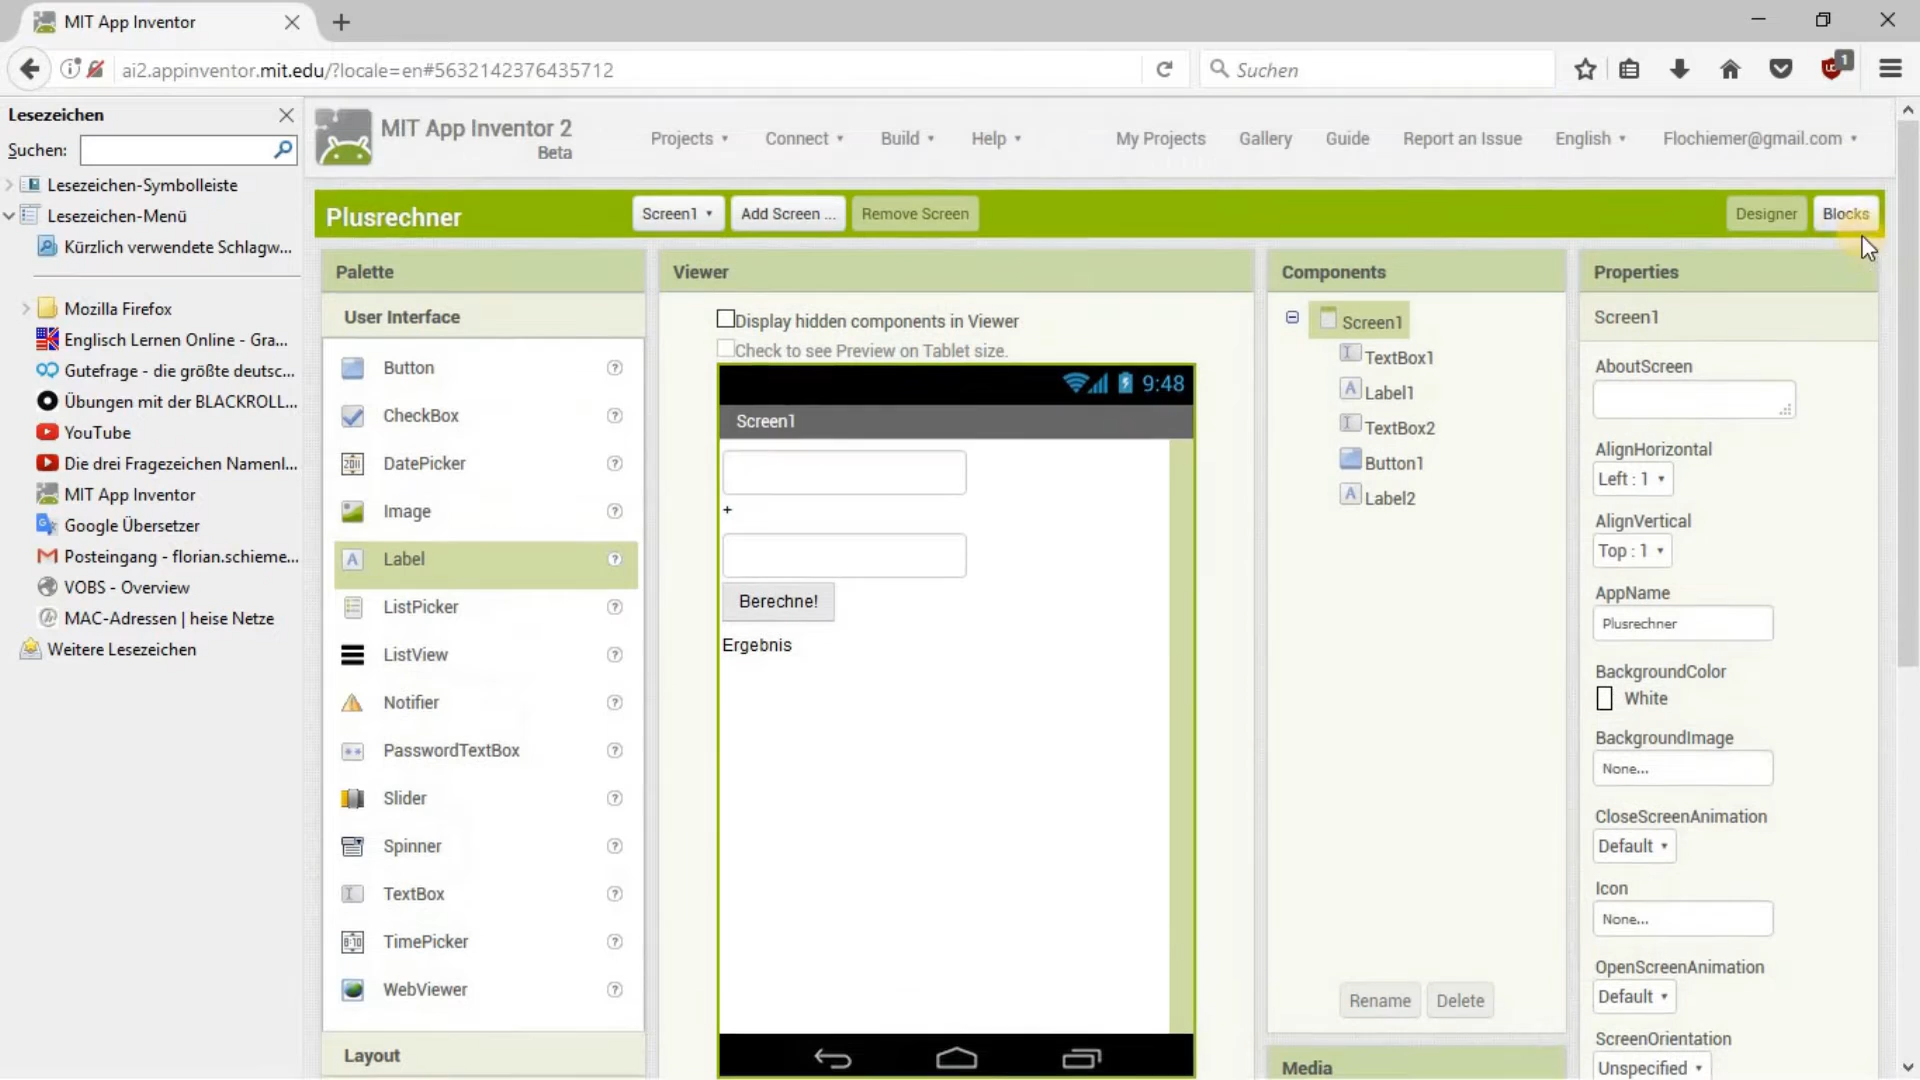 MIT App Inventor
ai2.appinventor.mit.edu/?locale=en#5632142376435712
Suchen
1
Lesezeichen
Suchen:
Lesezeichen-Symbolleiste
Lesezeichen-Menü
Kürzlich verwendete Schlagw...
Mozilla Firefox
Englisch Lernen Online - Gra...
Gutefrage - die größte deutsc...
Übungen mit der BLACKROLL...
YouTube
Die drei Fragezeichen Namenl...
MIT App Inventor
Google Übersetzer
Posteingang - florian.schieme...
VOBS - Overview
MAC-Adressen | heise Netze
Weitere Lesezeichen
MIT App Inventor 2
Beta
Projects
Connect
Build
Help
My Projects
Gallery
Guide
Report an Issue
English
Flochiemer@gmail.com
Plusrechner
Screen1
Add Screen ...
Remove Screen
Designer
Blocks
Palette
User Interface
Button
CheckBox
DatePicker
Image
Label
ListPicker
ListView
Notifier
PasswordTextBox
Slider
Spinner
TextBox
TimePicker
WebViewer
Layout
Viewer
Display hidden components in Viewer
Check to see Preview on Tablet size.
9:48
Screen1
+
Berechne!
Ergebnis
Components
Screen1
TextBox1
Label1
TextBox2
Button1
Label2
Rename
Delete
Media
Properties
Screen1
AboutScreen
AlignHorizontal
Left : 1
AlignVertical
Top : 1
AppName
Plusrechner
BackgroundColor
White
BackgroundImage
None...
CloseScreenAnimation
Default
Icon
None...
OpenScreenAnimation
Default
ScreenOrientation
Unspecified